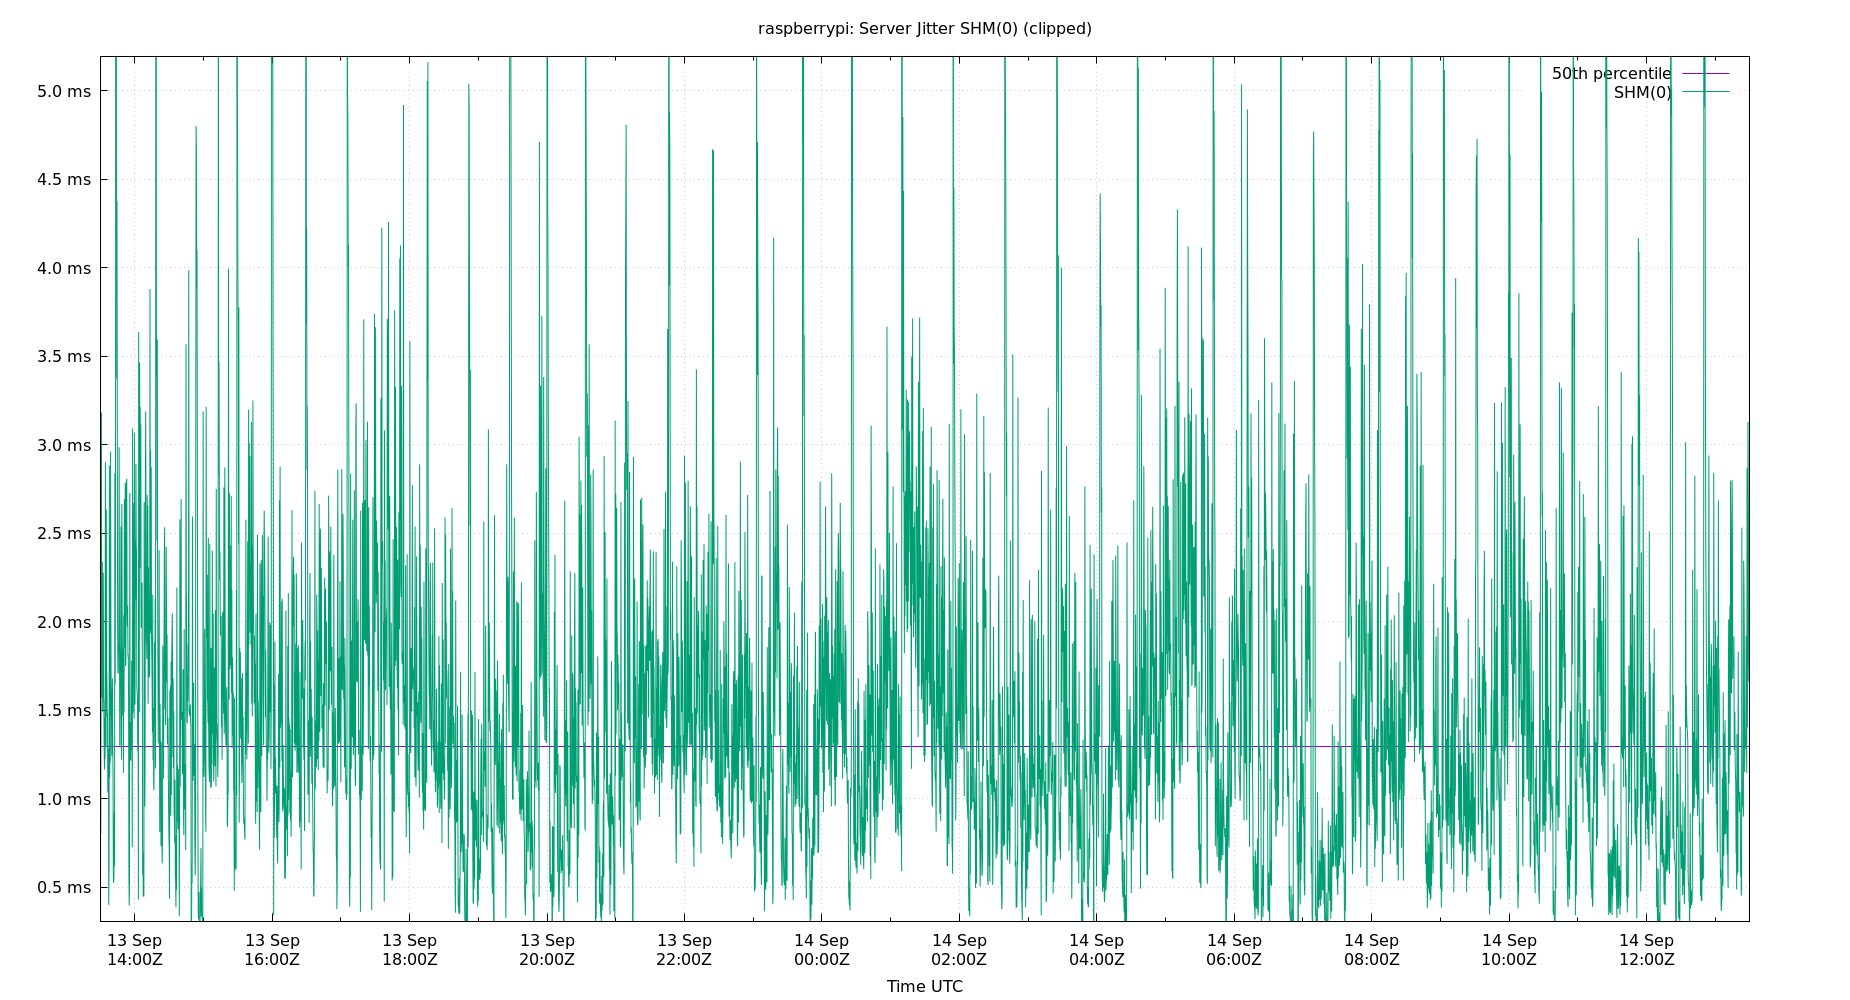 raspberrypi: Server Jitter SHM(0) (clipped)
50th percentile
SHM(0)
5.0 ms
4.5 ms
4.0 ms
3.5 ms
3.0 ms
2.5 ms
2.0 ms
1.5 ms
1.0 ms
0.5 ms
13 Sep 13 Sep 13 Sep 13 Sep 13 Sep 14 Sep 14 Sep 14 Sep 14 Sep 14 Sep 14 Sep 14 Sep
14:00Z 16:00Z 18:00Z 20:00Z 22:00Z 00:00Z 02:00Z 04:00Z 06:00Z 08:00Z 10:00Z 12:00Z
Time UTC